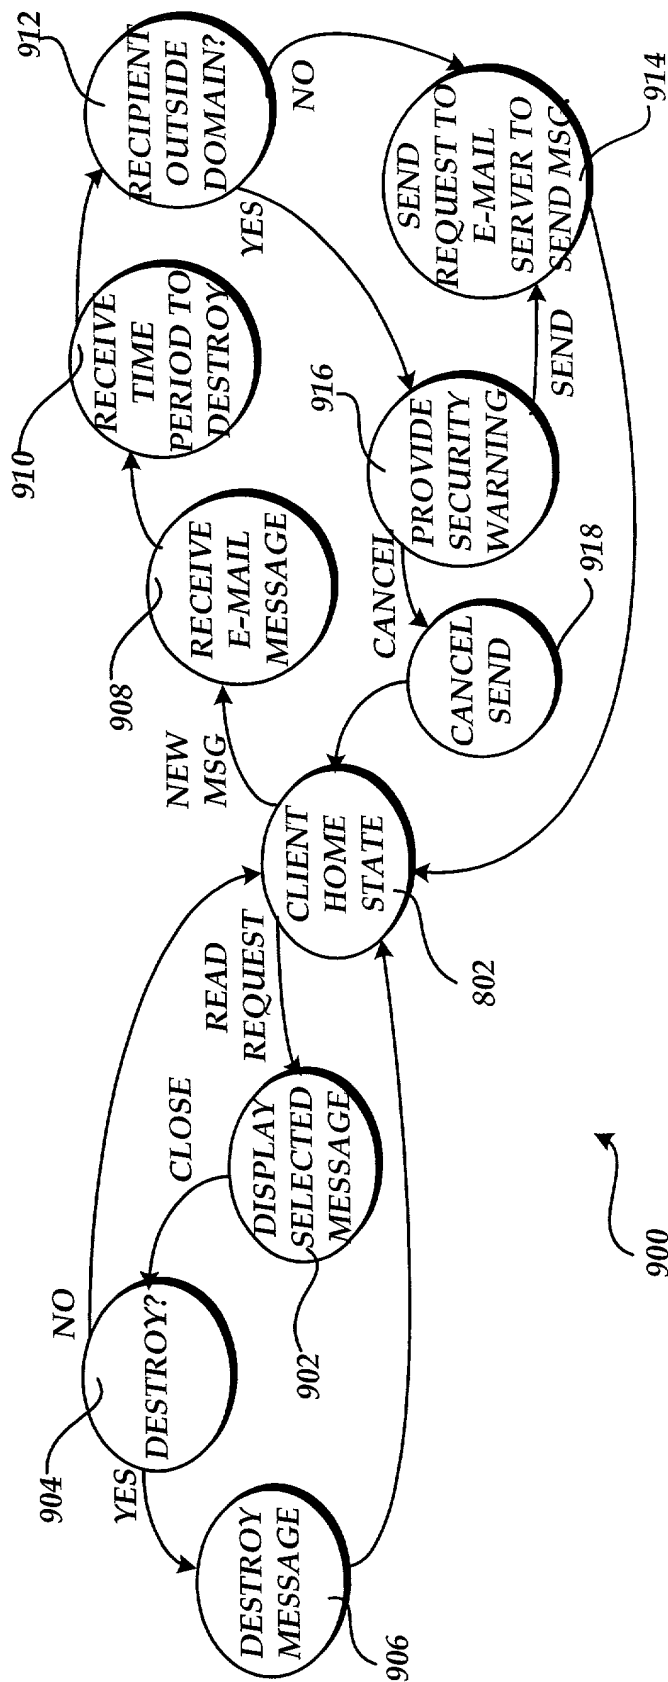 904
NO
DESTROY?
YES
DESTROY
MESSAGE
906
CLOSE
DISPLAY
SELECTED
MESSAGE
902
READ
REQUEST
CLIENT
HOME
STATE
802
NEW
MSG
908
RECEIVE
E-MAIL
MESSAGE
910
RECEIVE
TIME
PERIOD TO
DESTROY
912
RECIPIENT
OUTSIDE
DOMAIN?
YES
NO
916
PROVIDE
SECURITY
WARNING
CANCEL
CANCEL
SEND
918
SEND
SEND
REQUEST TO
E-MAIL
SERVER TO
SEND MSG.
914
900